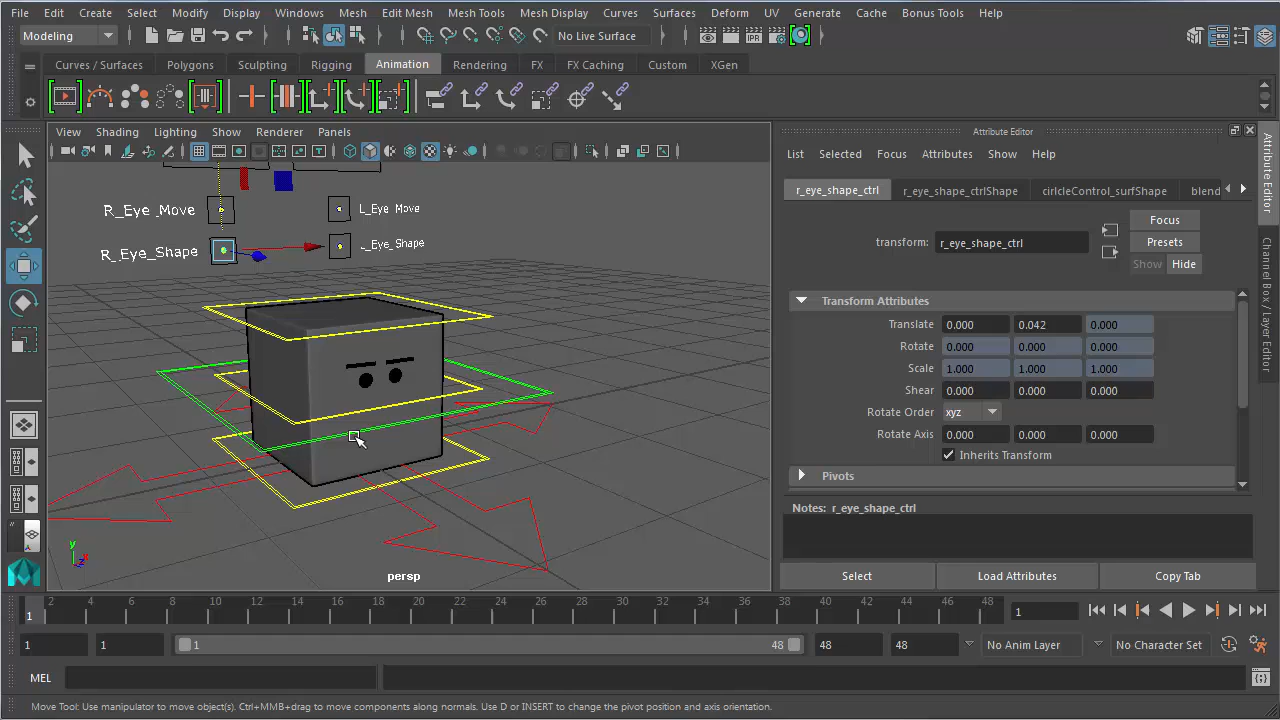 File Edit Create Select Modify Display Windows Mesh Edit Mesh Mesh Tools Mesh Display Curves Surfaces Deform UV Generate Cache Bonus Tools Help
Modeling No Live Surface
Curves / Surfaces Polygons Sculpting Rigging Animation Rendering FX FX Caching Custom XGen
View Shading Lighting Show Renderer Panels
Attribute Editor
List Selected Focus Attributes Show Help
r_eye_shape_ctrl r_eye_shape_ctrlShape cirlcleControl_surfShape blend
Focus
transform: r_eye_shape_ctrl Presets
Show Hide
R_Eye_Move L_Eye_Move
R_Eye_Shape _Eye_Shape
Transform Attributes
Translate 0.000 0.042 0.000
Rotate 0.000 0.000 0.000
Scale 1.000 1.000 1.000
Shear 0.000 0.000 0.000
Rotate Order xyz
Rotate Axis 0.000 0.000 0.000
Inherits Transform
Pivots
Notes: r_eye_shape_ctrl
Select Load Attributes Copy Tab
Attribute Editor
Channel Box / Layer Editor
y x z
persp
1 2 4 6 8 10 12 14 16 18 20 22 24 26 28 30 32 34 36 38 40 42 44 46 48 1
1 1 1 48 48 48 No Anim Layer No Character Set
MEL
Move Tool: Use manipulator to move object(s). Ctrl+MMB+drag to move components along normals. Use D or INSERT to change the pivot position and axis orientation.